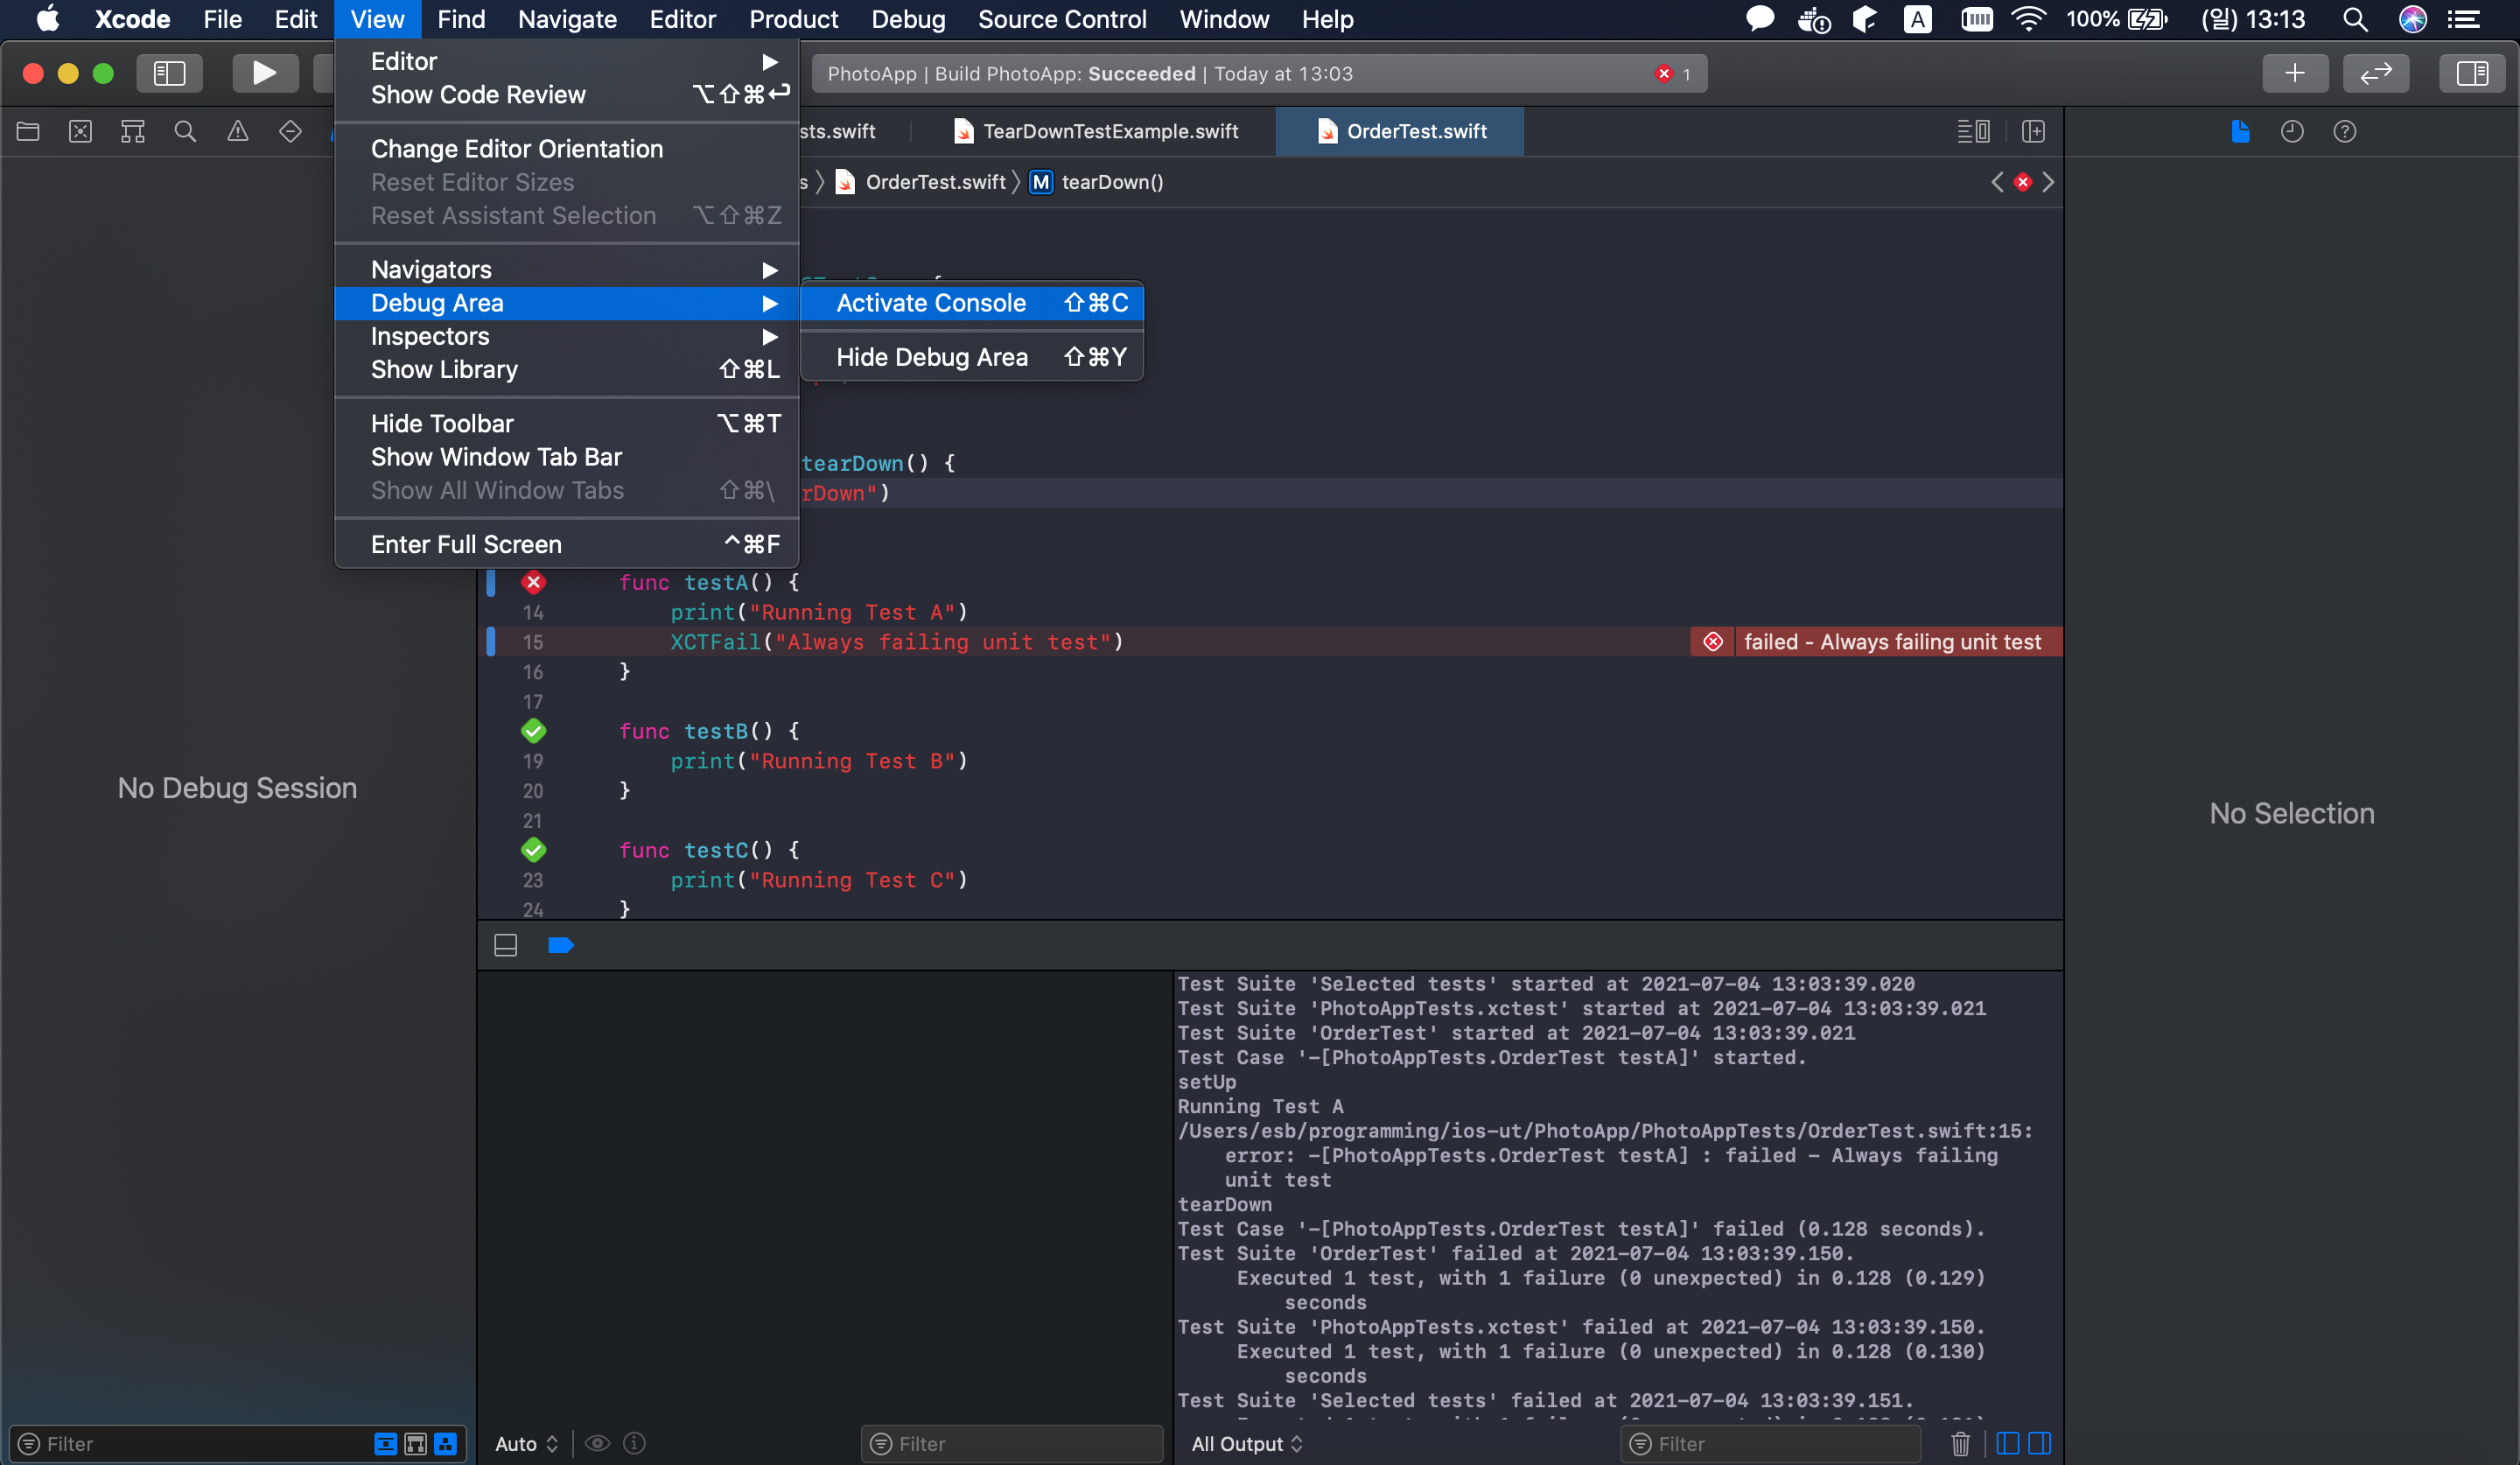 Xcode File Edit View Find Navigate Editor Product Debug Source Control Window Help A 100% (일) 13:13
PhotoApp | Build PhotoApp: Succeeded | Today at 13:03 1
Editor
Show Code Review ⌥⇧⌘↩
Change Editor Orientation
Reset Editor Sizes
Reset Assistant Selection ⌥⇧⌘Z
Navigators
Debug Area
Inspectors
Show Library ⇧⌘L
Hide Toolbar ⌥⌘T
Show Window Tab Bar
Show All Window Tabs ⇧⌘\
Enter Full Screen ^⌘F
Activate Console ⇧⌘C
Hide Debug Area ⇧⌘Y
sts.swift TearDownTestExample.swift OrderTest.swift
s OrderTest.swift M tearDown()
tearDown() {
rDown")
func testA() {
14 print("Running Test A")
15 XCTFail("Always failing unit test") failed - Always failing unit test
16 }
17
func testB() {
19 print("Running Test B")
20 }
21
func testC() {
23 print("Running Test C")
24 }
No Debug Session
No Selection
Test Suite 'Selected tests' started at 2021-07-04 13:03:39.020
Test Suite 'PhotoAppTests.xctest' started at 2021-07-04 13:03:39.021
Test Suite 'OrderTest' started at 2021-07-04 13:03:39.021
Test Case '-[PhotoAppTests.OrderTest testA]' started.
setUp
Running Test A
/Users/esb/programming/ios-ut/PhotoApp/PhotoAppTests/OrderTest.swift:15:
error: -[PhotoAppTests.OrderTest testA] : failed - Always failing
unit test
tearDown
Test Case '-[PhotoAppTests.OrderTest testA]' failed (0.128 seconds).
Test Suite 'OrderTest' failed at 2021-07-04 13:03:39.150.
Executed 1 test, with 1 failure (0 unexpected) in 0.128 (0.129)
seconds
Test Suite 'PhotoAppTests.xctest' failed at 2021-07-04 13:03:39.150.
Executed 1 test, with 1 failure (0 unexpected) in 0.128 (0.130)
seconds
Test Suite 'Selected tests' failed at 2021-07-04 13:03:39.151.
Filter
Auto
Filter
All Output
Filter